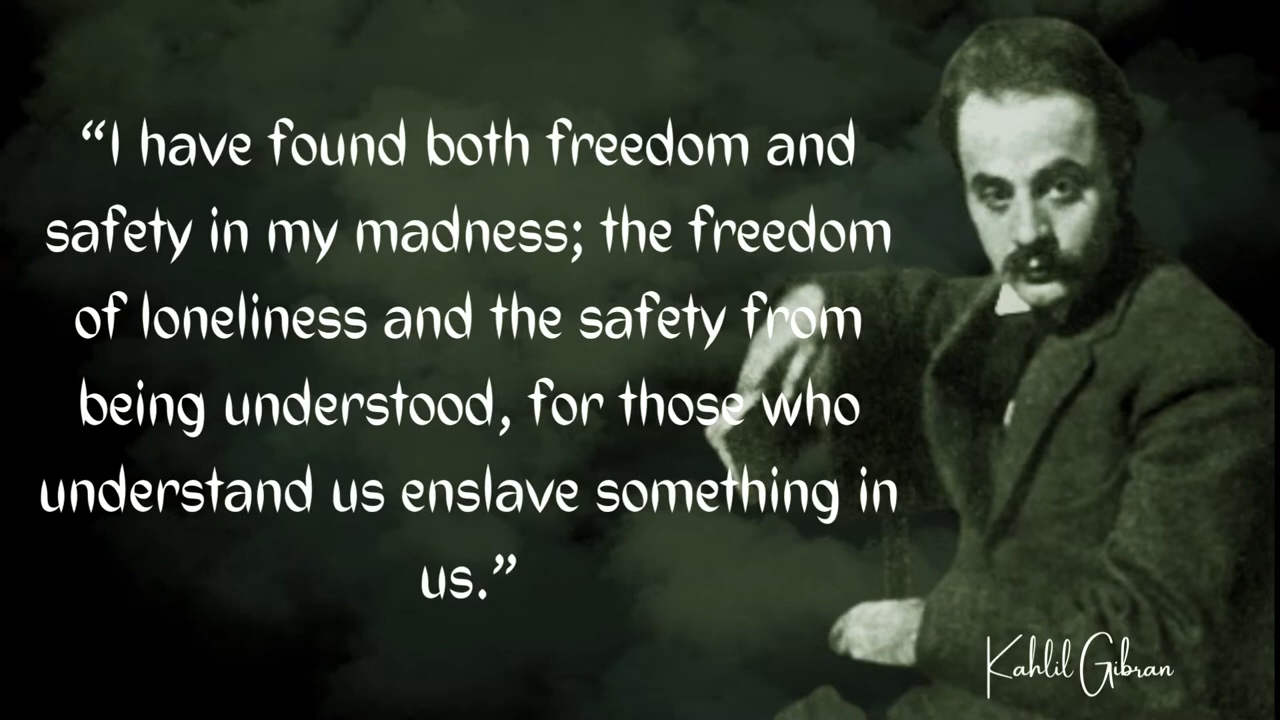 “I have found both freedom and
safety in my madness; the freedom
of loneliness and the safety from
being understood, for those who
understand us enslave something in
us.”
Kahlil Gibran